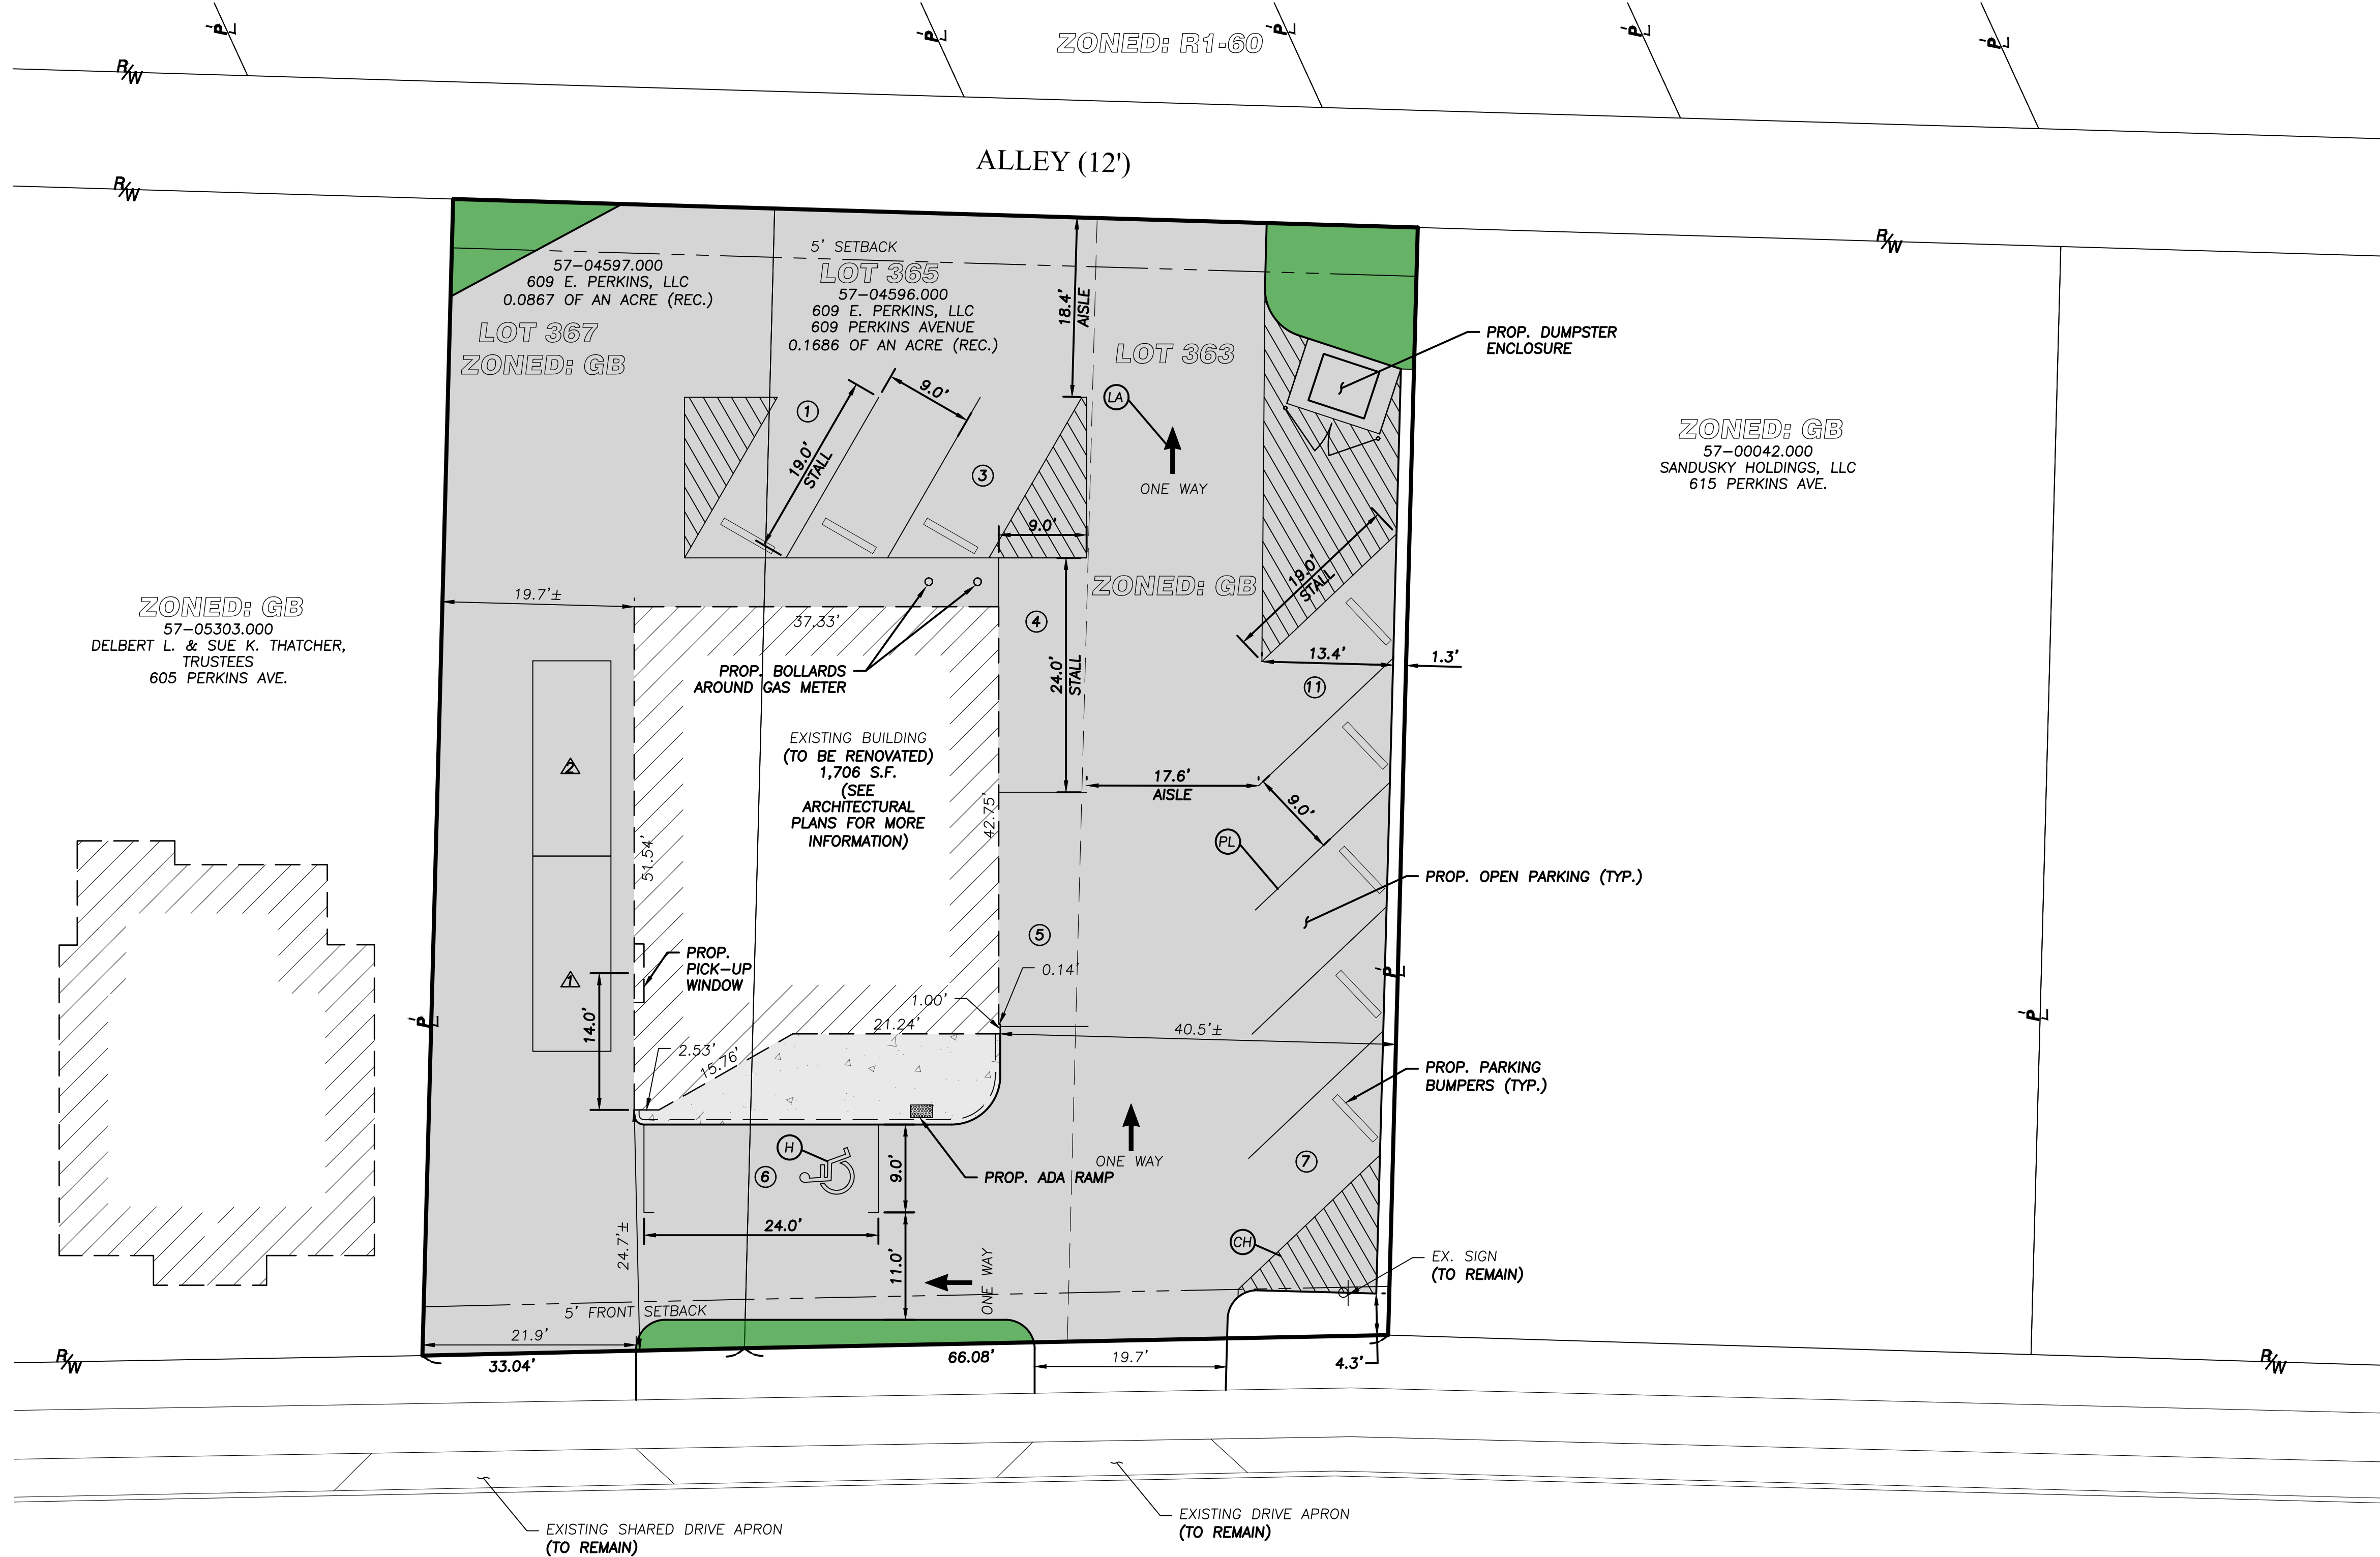 P/L
P/L
P/L
P/L
P/L
ZONED: R1-60
R/W
ALLEY (12')
R/W
R/W
5' SETBACK
57-04597.000
609 E. PERKINS, LLC
0.0867 OF AN ACRE (REC.)
LOT 367
ZONED: GB
LOT 365
57-04596.000
609 E. PERKINS, LLC
609 PERKINS AVENUE
0.1686 OF AN ACRE (REC.)
18.4'
AISLE
LOT 363
LA
ONE WAY
PROP. DUMPSTER
ENCLOSURE
1
9.0'
19.0'
STALL
3
9.0'
ZONED: GB
57-00042.000
SANDUSKY HOLDINGS, LLC
615 PERKINS AVE.
19.0'
STALL
ZONED: GB
ZONED: GB
57-05303.000
DELBERT L. & SUE K. THATCHER,
TRUSTEES
605 PERKINS AVE.
19.7'±
37.33'
4
24.0'
STALL
13.4'
1.3'
11
PROP. BOLLARDS
AROUND GAS METER
EXISTING BUILDING
(TO BE RENOVATED)
1,706 S.F.
(SEE
ARCHITECTURAL
PLANS FOR MORE
INFORMATION)
2
51.54'
42.75'
17.6'
AISLE
9.0'
PL
PROP. OPEN PARKING (TYP.)
PROP.
PICK-UP
WINDOW
1
14.0'
5
0.14'
1.00'
21.24'
2.53'
15.76'
40.5'±
P/L
P/L
P/L
PROP. PARKING
BUMPERS (TYP.)
H
6
9.0'
PROP. ADA RAMP
ONE WAY
7
24.0'
24.7'±
11.0'
ONE WAY
CH
EX. SIGN
(TO REMAIN)
5' FRONT SETBACK
21.9'
33.04'
66.08'
19.7'
4.3'
R/W
R/W
EXISTING SHARED DRIVE APRON
(TO REMAIN)
EXISTING DRIVE APRON
(TO REMAIN)